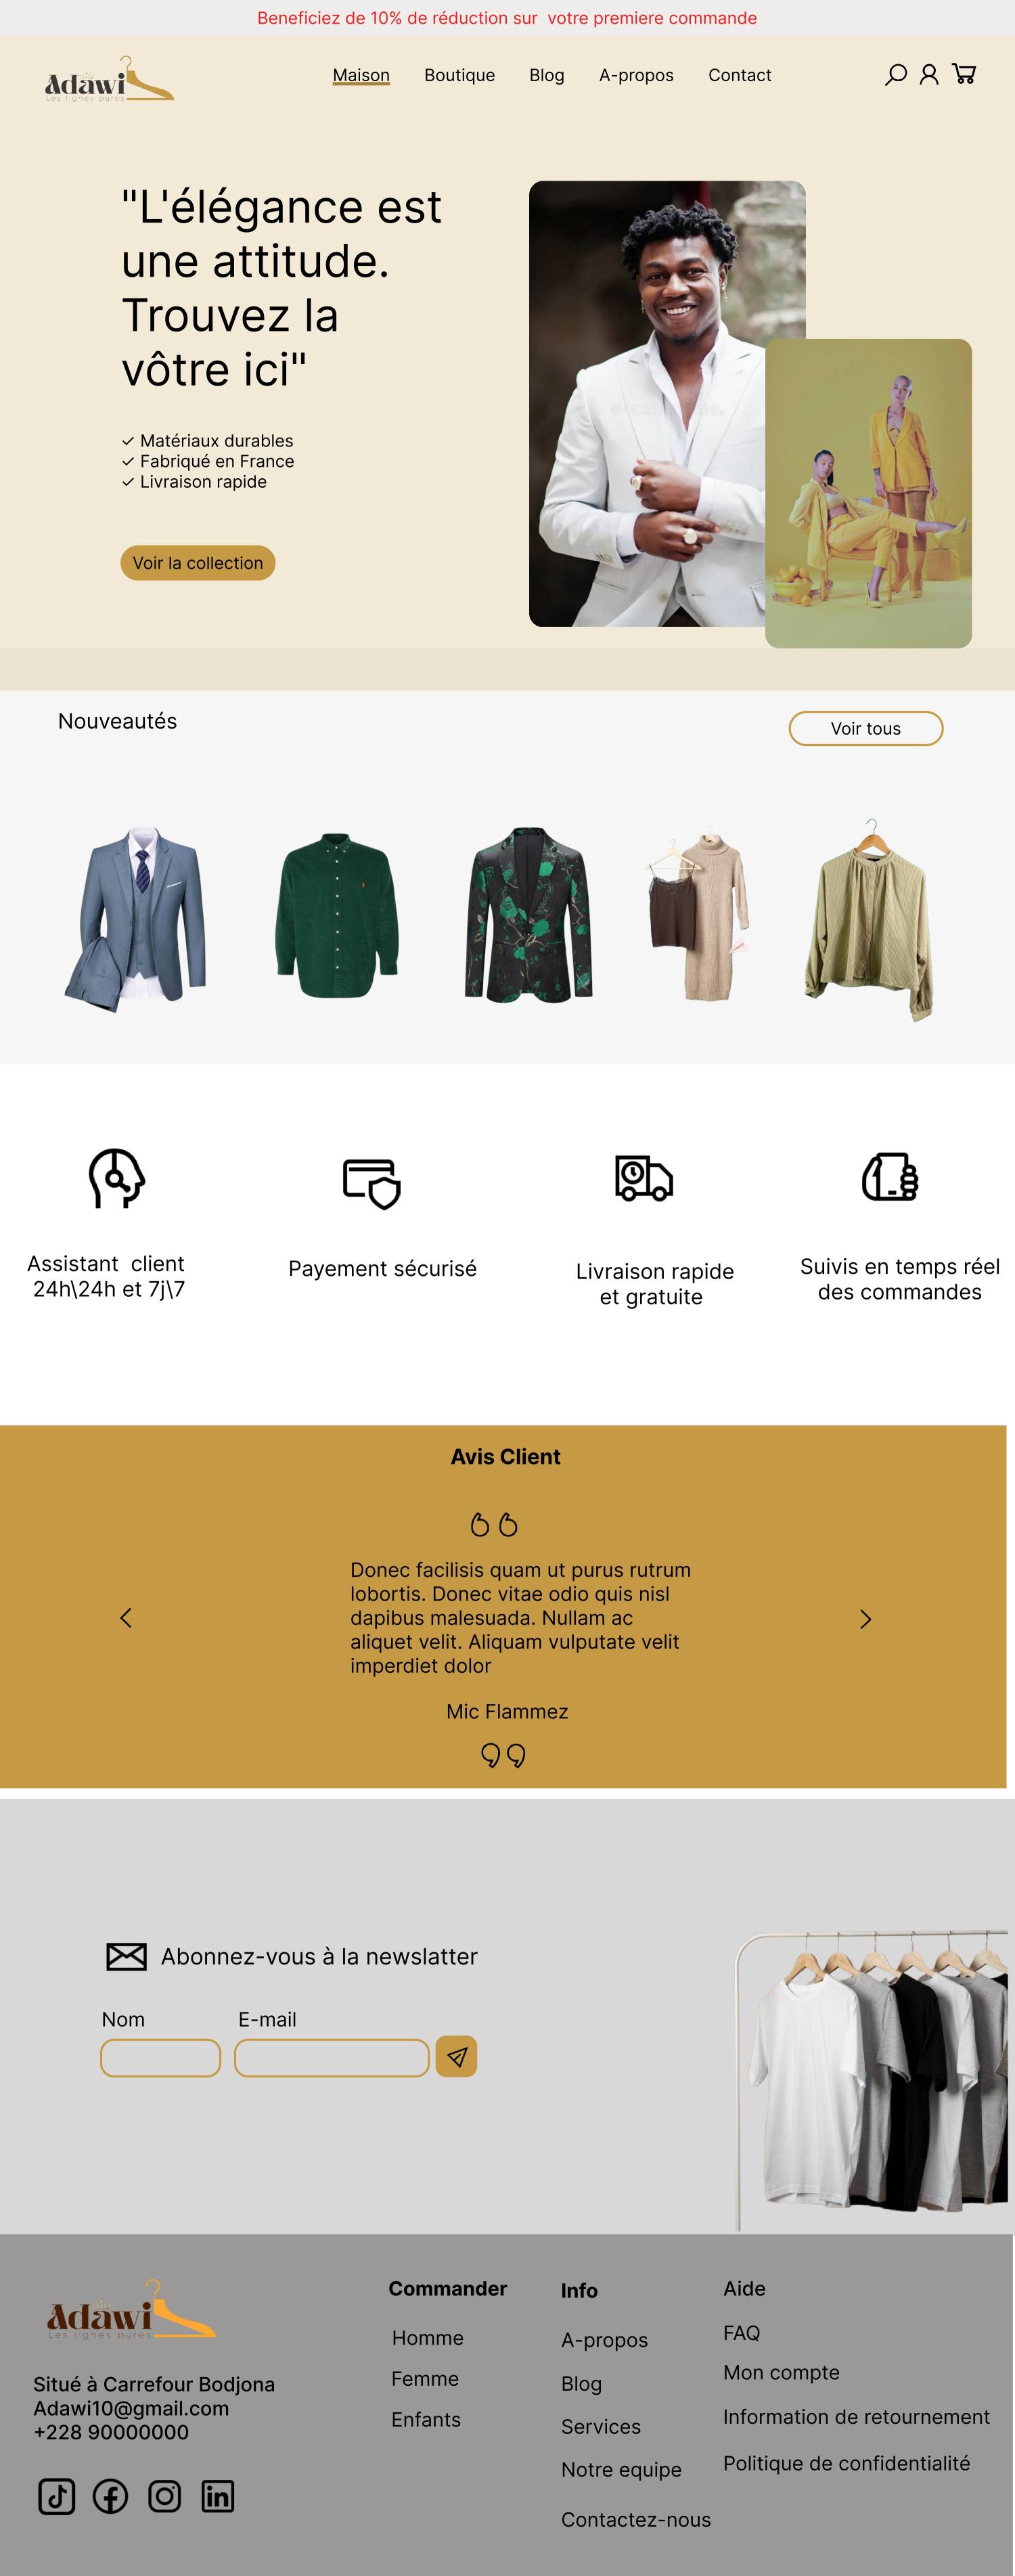 Beneficiez de 10% de réduction sur  votre premiere commande
Adawi
Les lignes pures
Maison
Boutique
Blog
A-propos
Contact
"L'élégance est
une attitude.
Trouvez la
vôtre ici"
✓ Matériaux durables
✓ Fabriqué en France
✓ Livraison rapide
Voir la collection
Nouveautés
Voir tous
Assistant  client
24h\24h et 7j\7
Payement sécurisé
Livraison rapide
et gratuite
Suivis en temps réel
des commandes
Avis Client
Donec facilisis quam ut purus rutrum
lobortis. Donec vitae odio quis nisl
dapibus malesuada. Nullam ac
aliquet velit. Aliquam vulputate velit
imperdiet dolor
Mic Flammez
Abonnez-vous à la newslatter
Nom
E-mail
Adawi
Les lignes pures
Situé à Carrefour Bodjona
Adawi10@gmail.com
+228 90000000
Commander
Homme
Femme
Enfants
Info
A-propos
Blog
Services
Notre equipe
Contactez-nous
Aide
FAQ
Mon compte
Information de retournement
Politique de confidentialité